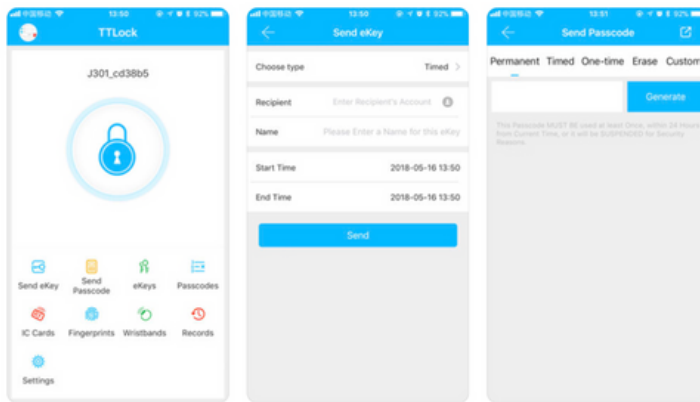 中国移动 13:50 92%
TTLock
J301_cd38b5
Send eKey
Send Passcode
eKeys
Passcodes
IC Cards
Fingerprints
Wristbands
Records
Settings
中国移动 13:50 92%
Send eKey
Choose type Timed
Recipient Enter Recipient's Account
Name Please Enter a Name for this eKey
Start Time 2018-05-16 13:50
End Time 2018-05-16 13:50
Send
中国移动 13:51 92%
Send Passcode
Permanent Timed One-time Erase Custom
Generate
This Passcode MUST BE used at least Once, within 24 Hours
from Current Time, or it will be SUSPENDED for Security
Reasons